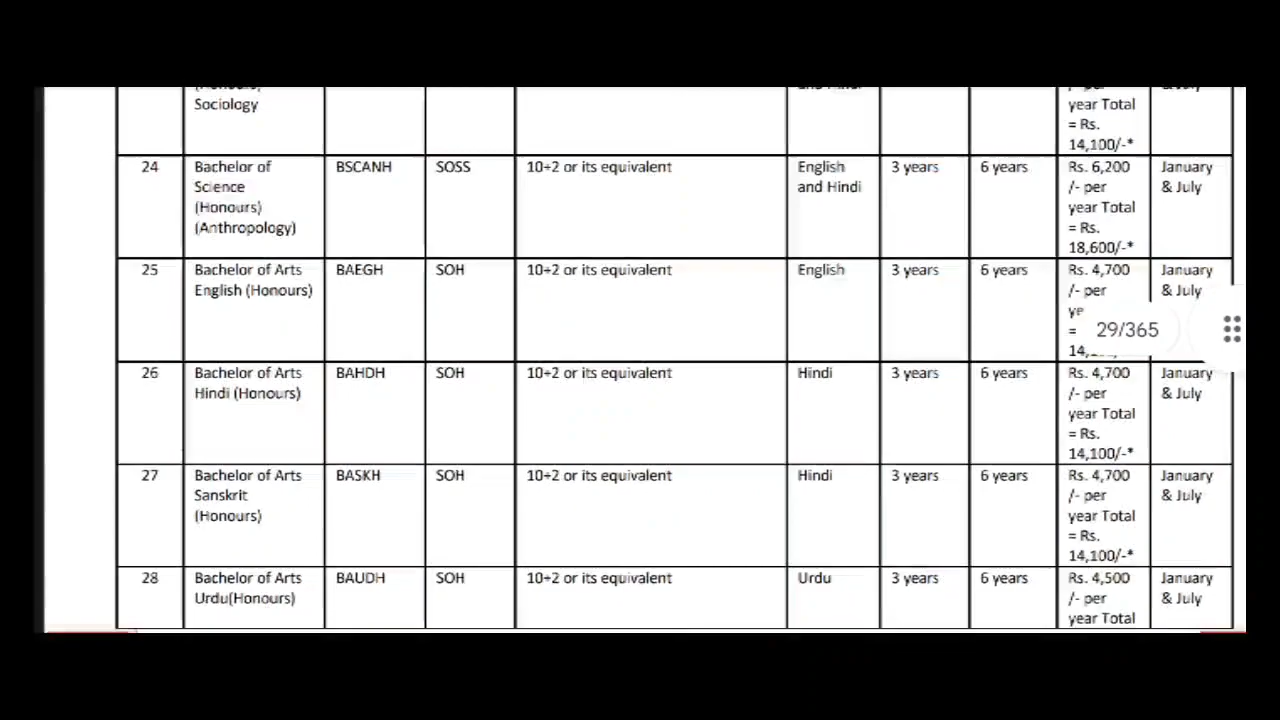 Sociology
year Total
= Rs.
14,100/-*
24 Bachelor of BSCANH SOSS 10+2 or its equivalent English 3 years 6 years Rs. 6,200 January
Science and Hindi /- per & July
(Honours) year Total
(Anthropology) = Rs.
18,600/-*
25 Bachelor of Arts BAEGH SOH 10+2 or its equivalent English 3 years 6 years Rs. 4,700 January
English (Honours) /- per & July
29/365
26 Bachelor of Arts BAHDH SOH 10+2 or its equivalent Hindi 3 years 6 years Rs. 4,700 January
Hindi (Honours) /- per & July
year Total
= Rs.
14,100/-*
27 Bachelor of Arts BASKH SOH 10+2 or its equivalent Hindi 3 years 6 years Rs. 4,700 January
Sanskrit /- per & July
(Honours) year Total
= Rs.
14,100/-*
28 Bachelor of Arts BAUDH SOH 10+2 or its equivalent Urdu 3 years 6 years Rs. 4,500 January
Urdu(Honours) /- per & July
year Total